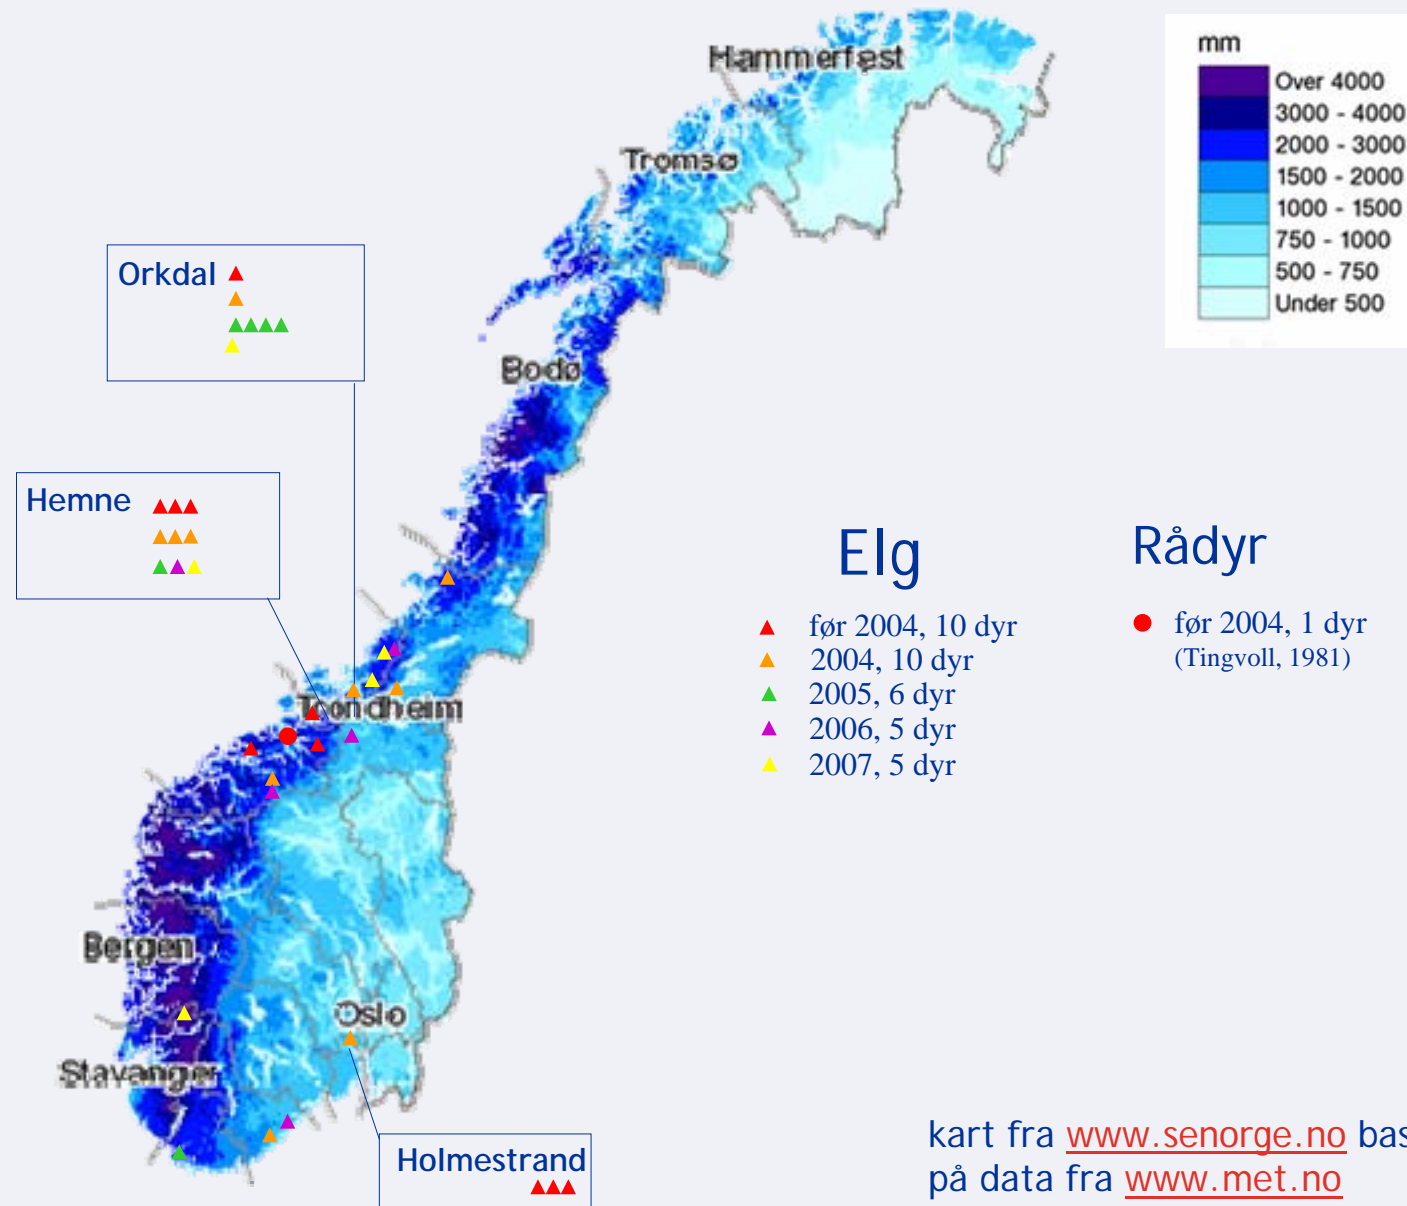 Hammerfest
Tromsø
Bodø
Trondheim
Bergen
Oslo
Stavanger
mm
Over 4000
3000 - 4000
2000 - 3000
1500 - 2000
1000 - 1500
750 - 1000
500 - 750
Under 500
Orkdal
Hemne
Holmestrand
Elg
før 2004, 10 dyr
2004, 10 dyr
2005, 6 dyr
2006, 5 dyr
2007, 5 dyr
Rådyr
før 2004, 1 dyr
(Tingvoll, 1981)
kart fra www.senorge.no bas
på data fra www.met.no